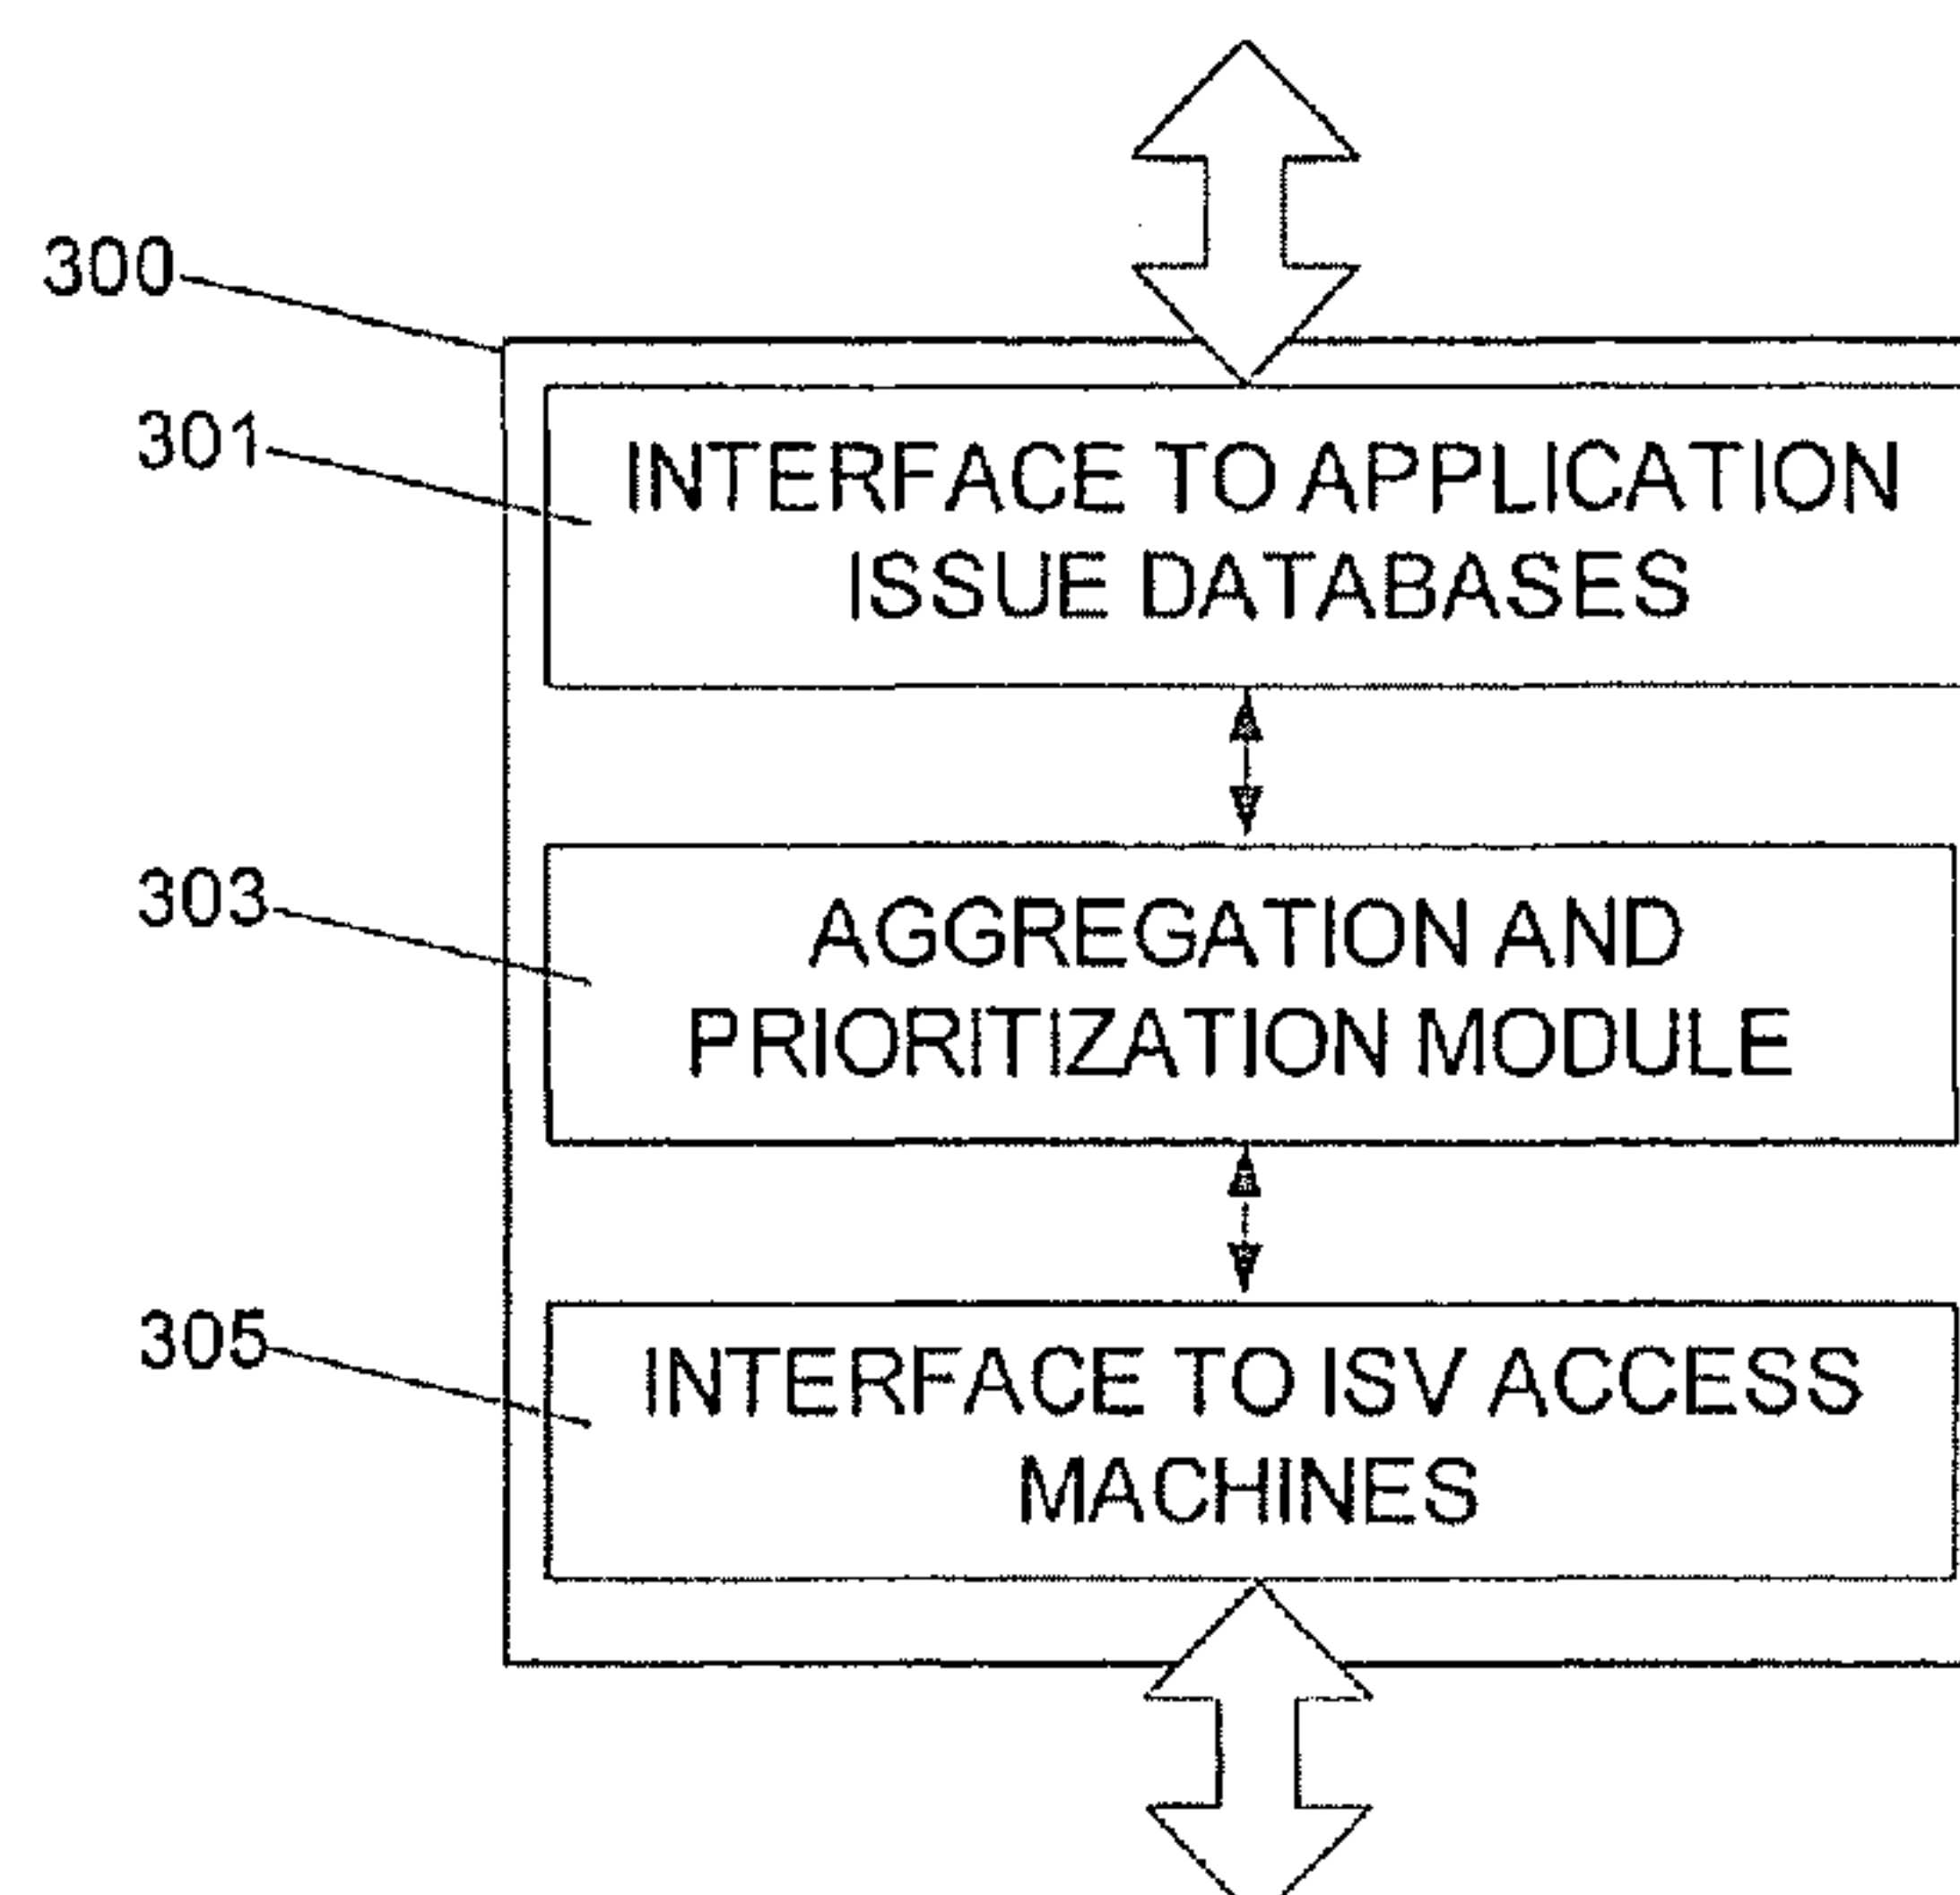 300
301
INTERFACE TO APPLICATION
ISSUE DATABASES
303
AGGREGATION AND
PRIORITIZATION MODULE
305
INTERFACE TO ISV ACCESS
MACHINES